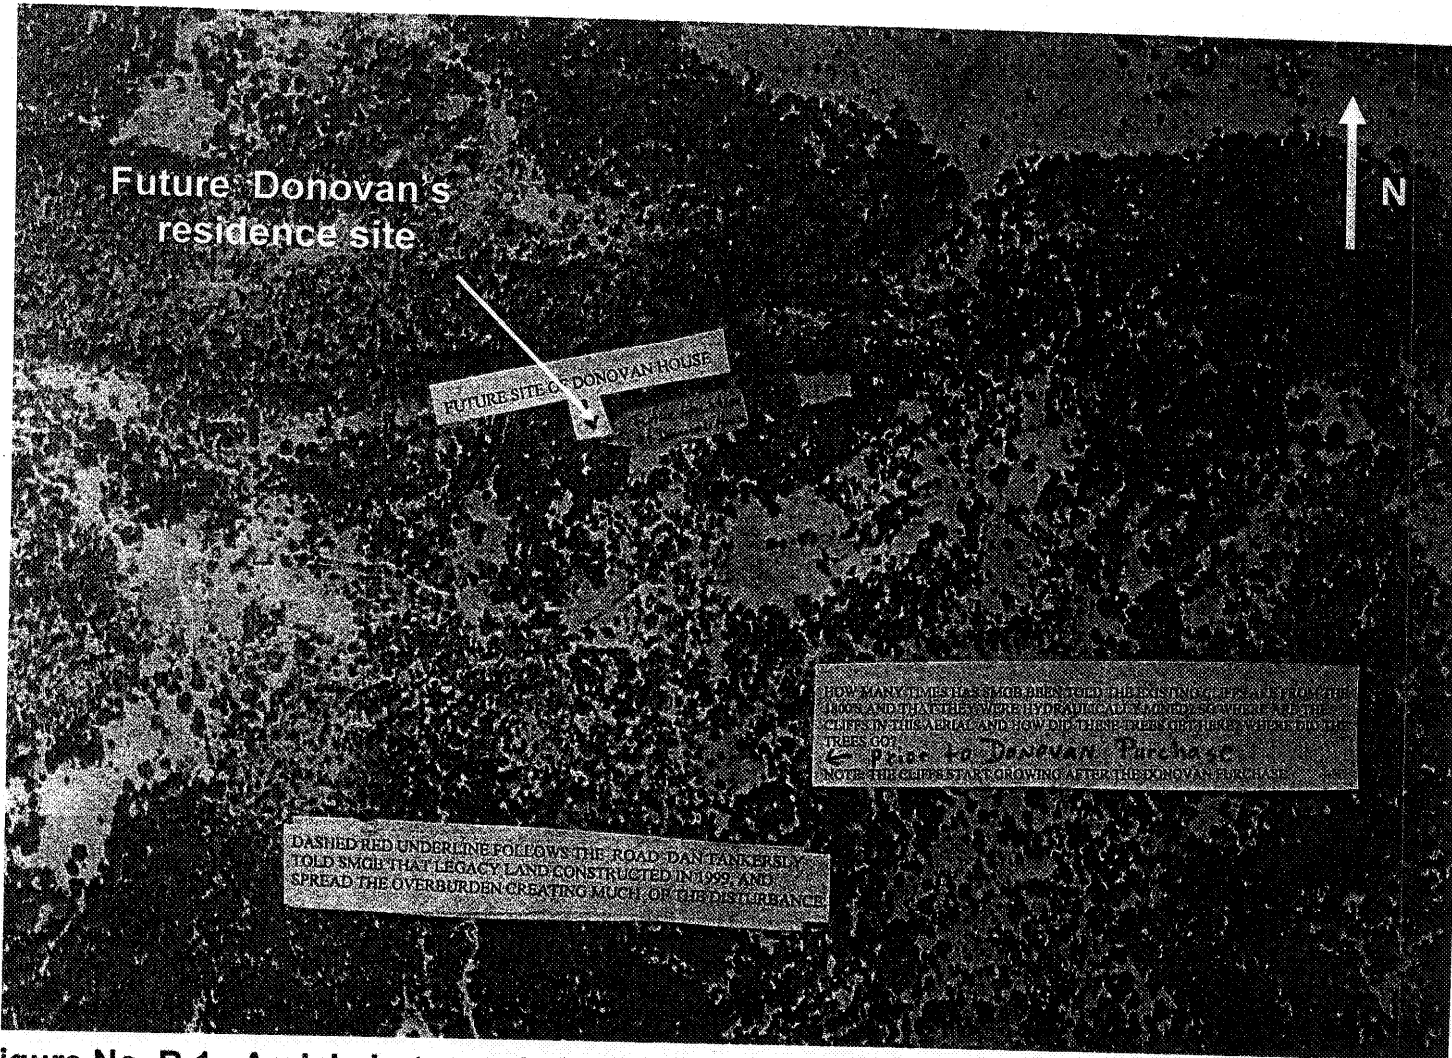 Future Donovan's
residence site
N
FUTURE SITE OF DONOVAN HOUSE
HOW MANY TIMES HAS SMGB BEEN TOLD THE EXISTING CLIFFS ARE FROM THE
1800'S AND THAT THEY WERE HYDRAULICALLY MINED? SO WHERE ARE THE
CLIFFS IN THIS AERIAL AND HOW DID THESE TREES GET THERE? WHERE DID THE
TREES GO?
← prior to Donovan Purchase
NOTE: THE CLIFFS START GROWING AFTER THE DONOVAN PURCHASE
DASHED RED UNDERLINE FOLLOWS THE ROAD DAN TANKERSLY
TOLD SMGB THAT LEGACY LAND CONSTRUCTED IN 1999, AND
SPREAD THE OVERBURDEN CREATING MUCH OF THE DISTURBANCE